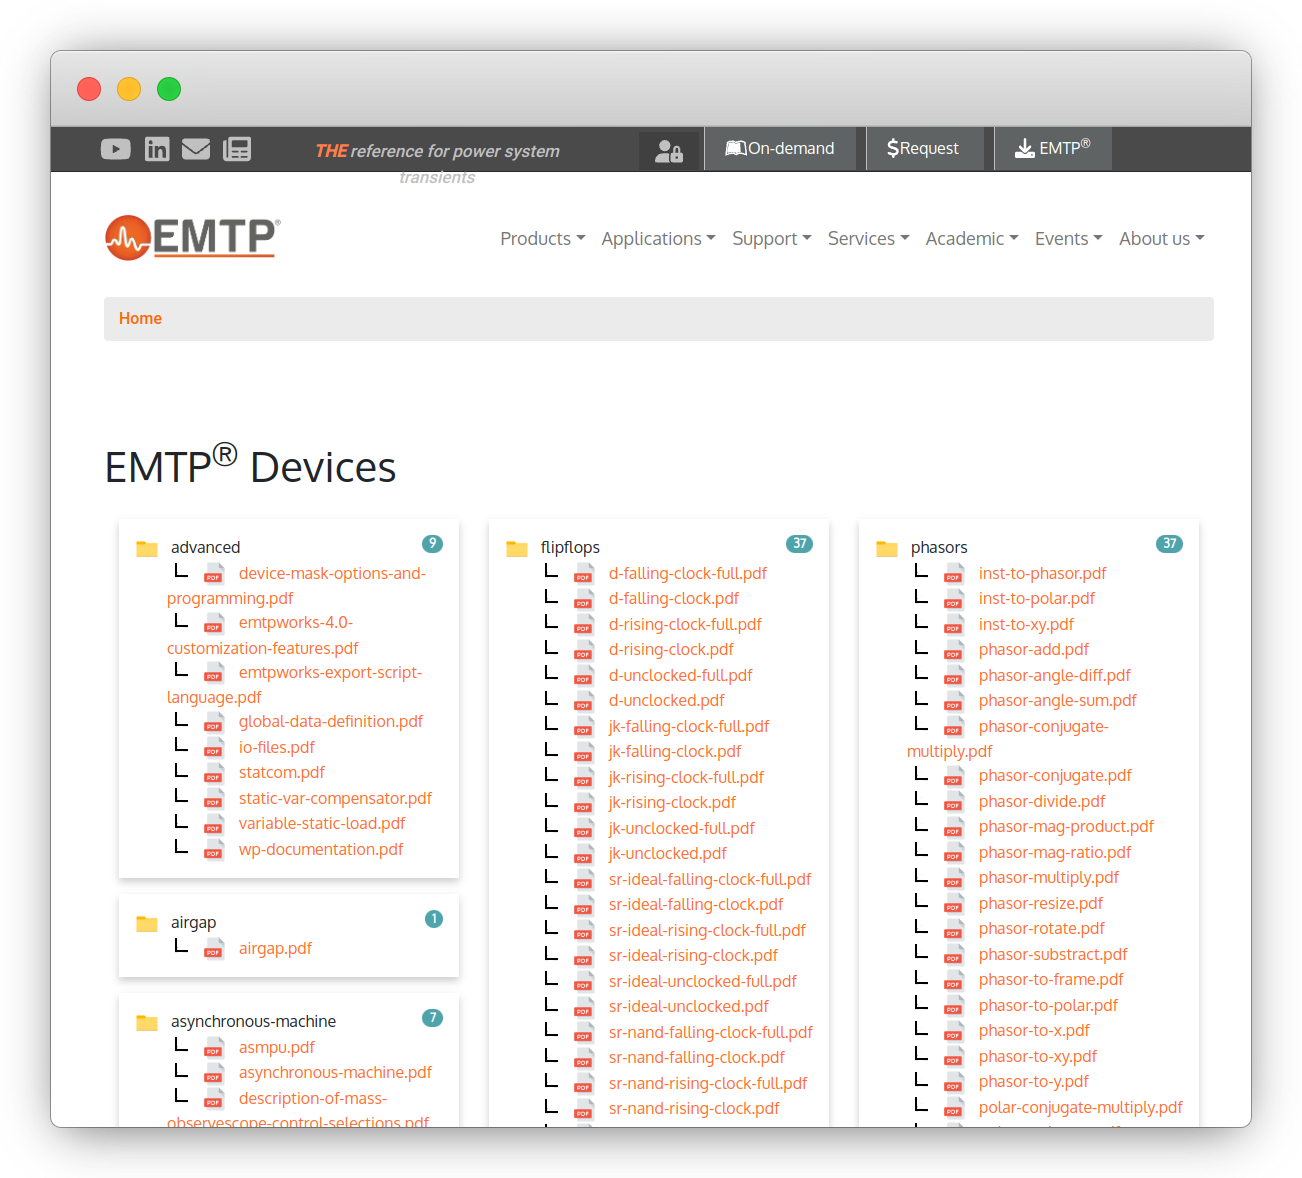 THE reference for power system
transients
On-demand
$Request
EMTP®
EMTP®
Products
Applications
Support
Services
Academic
Events
About us
Home
EMTP® Devices
advanced
9
device-mask-options-and-
programming.pdf
emtpworks-4.0-
customization-features.pdf
emtpworks-export-script-
language.pdf
global-data-definition.pdf
io-files.pdf
statcom.pdf
static-var-compensator.pdf
variable-static-load.pdf
wp-documentation.pdf
airgap
1
airgap.pdf
asynchronous-machine
7
asmpu.pdf
asynchronous-machine.pdf
description-of-mass-
observescope-control-selections.pdf
flipflops
37
d-falling-clock-full.pdf
d-falling-clock.pdf
d-rising-clock-full.pdf
d-rising-clock.pdf
d-unclocked-full.pdf
d-unclocked.pdf
jk-falling-clock-full.pdf
jk-falling-clock.pdf
jk-rising-clock-full.pdf
jk-rising-clock.pdf
jk-unclocked-full.pdf
jk-unclocked.pdf
sr-ideal-falling-clock-full.pdf
sr-ideal-falling-clock.pdf
sr-ideal-rising-clock-full.pdf
sr-ideal-rising-clock.pdf
sr-ideal-unclocked-full.pdf
sr-ideal-unclocked.pdf
sr-nand-falling-clock-full.pdf
sr-nand-falling-clock.pdf
sr-nand-rising-clock-full.pdf
sr-nand-rising-clock.pdf
phasors
37
inst-to-phasor.pdf
inst-to-polar.pdf
inst-to-xy.pdf
phasor-add.pdf
phasor-angle-diff.pdf
phasor-angle-sum.pdf
phasor-conjugate-
multiply.pdf
phasor-conjugate.pdf
phasor-divide.pdf
phasor-mag-product.pdf
phasor-mag-ratio.pdf
phasor-multiply.pdf
phasor-resize.pdf
phasor-rotate.pdf
phasor-substract.pdf
phasor-to-frame.pdf
phasor-to-polar.pdf
phasor-to-x.pdf
phasor-to-xy.pdf
phasor-to-y.pdf
polar-conjugate-multiply.pdf